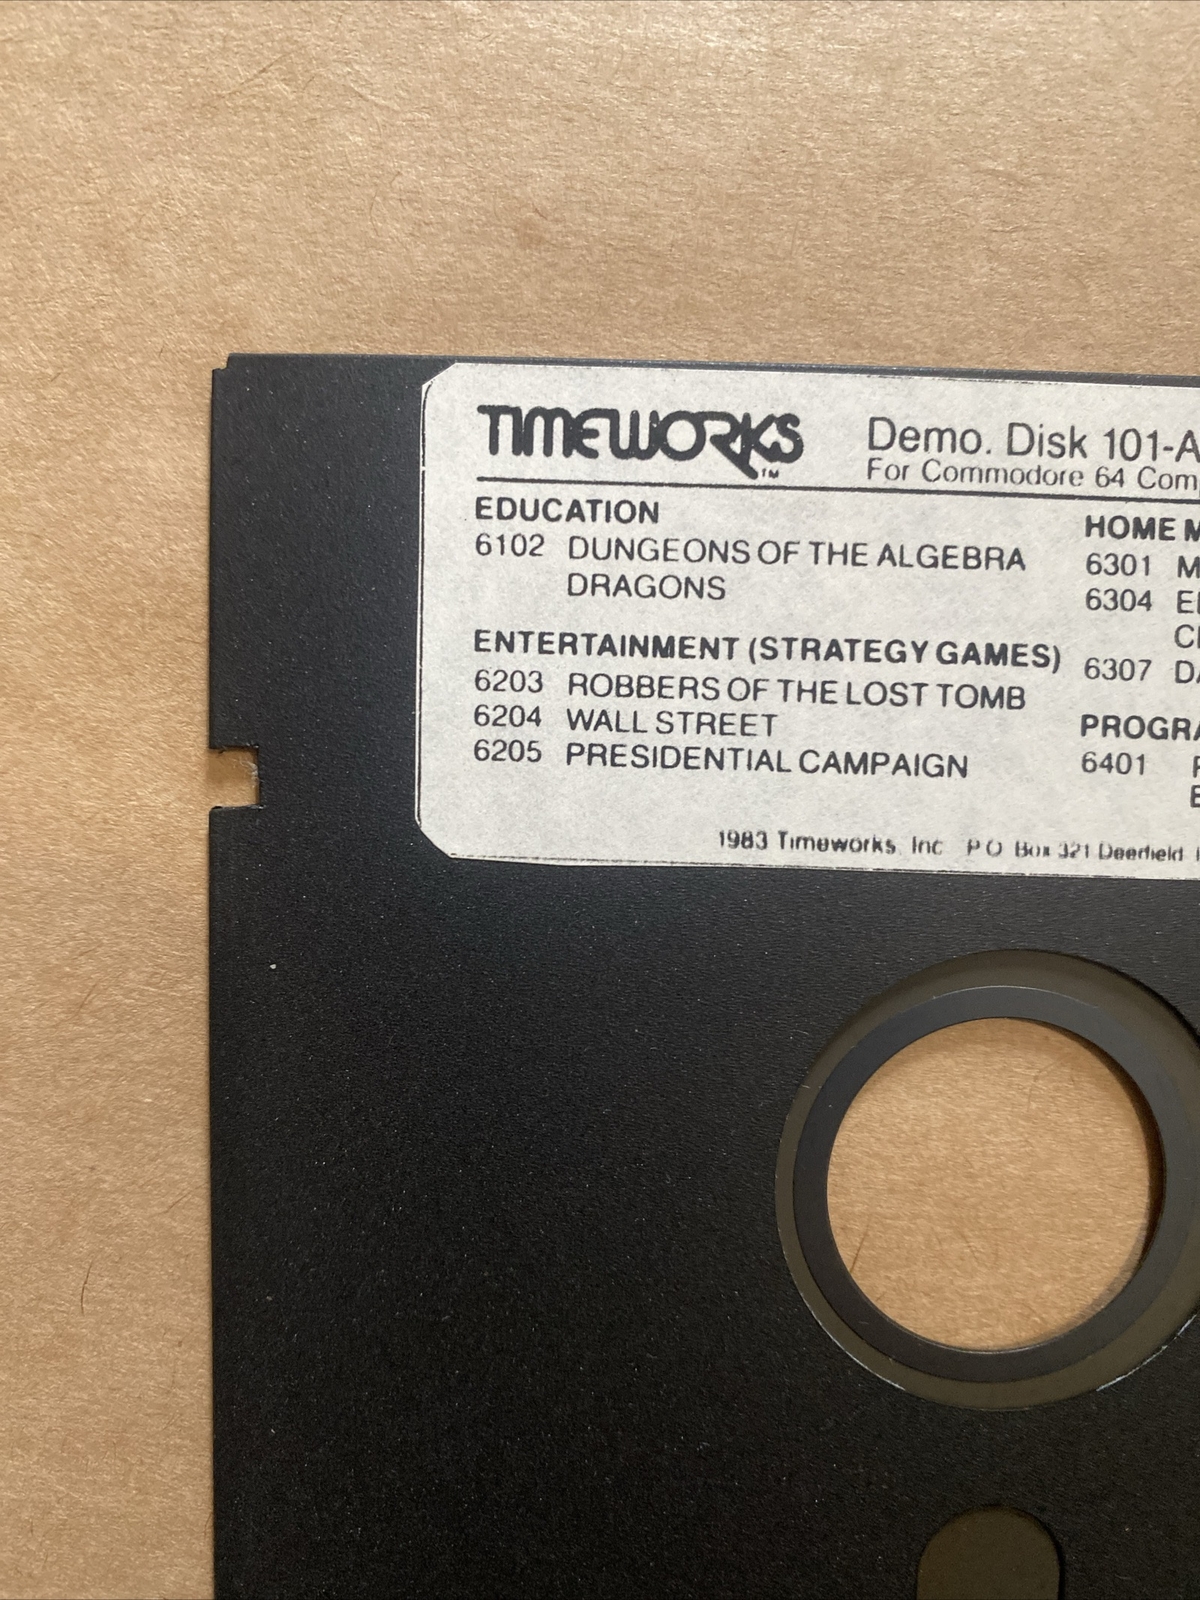 TIMEWORKS™
Demo. Disk 101-A
For Commodore 64
EDUCATION
6102 DUNGEONS OF THE ALGEBRA
DRAGONS
ENTERTAINMENT (STRATEGY GAMES)
6203 ROBBERS OF THE LOST TOMB
6204 WALL STREET
6205 PRESIDENTIAL CAMPAIGN
HOME
6301
6304
6307
6401
1983 Timeworks, Inc P O Box 321 Deerfield